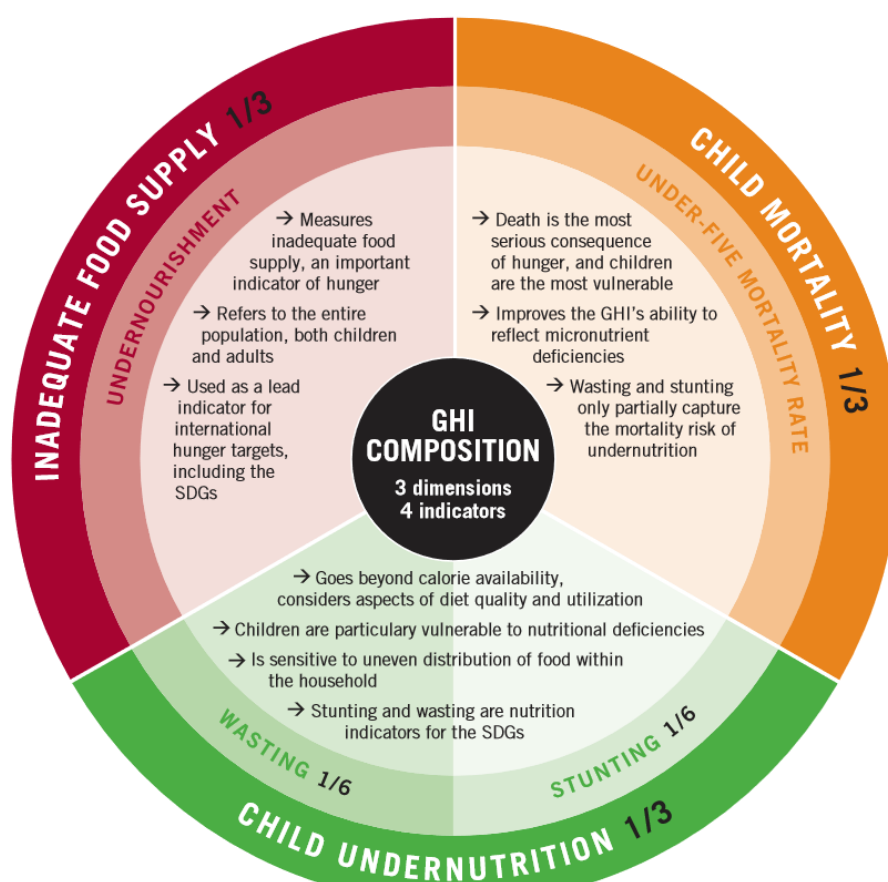 INADEQUATE FOOD SUPPLY 1/3
UNDERNOURISHMENT
→ Measures
inadequate food
supply, an important
indicator of hunger
→ Refers to the entire
population, both children
and adults
→ Used as a lead
indicator for
international
hunger targets,
including the
SDGs
CHILD MORTALITY 1/3
UNDER-FIVE MORTALITY RATE
→ Death is the most
serious consequence
of hunger, and children
are the most vulnerable
→ Improves the GHI’s ability to
reflect micronutrient
deficiencies
→ Wasting and stunting
only partially capture
the mortality risk of
undernutrition
GHI
COMPOSITION
3 dimensions
4 indicators
→ Goes beyond calorie availability,
considers aspects of diet quality and utilization
→ Children are particulary vulnerable to nutritional deficiencies
→ Is sensitive to uneven distribution of food within
the household
→ Stunting and wasting are nutrition
indicators for the SDGs
WASTING 1/6
STUNTING 1/6
CHILD UNDERNUTRITION 1/3